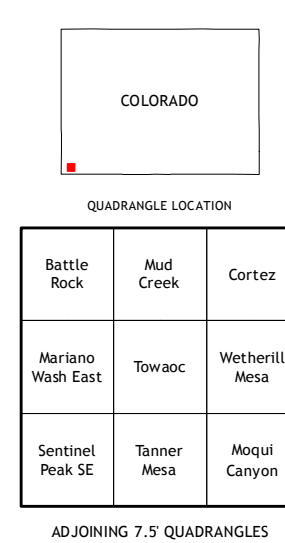 COLORADO
QUADRANGLE LOCATION
Battle
Rock
Mud
Creek
Cortez
Mariano
Wash East
Towaoc
Wetherill
Mesa
Sentinel
Peak SE
Tanner
Mesa
Moqui
Canyon
ADJOINING 7.5' QUADRANGLES